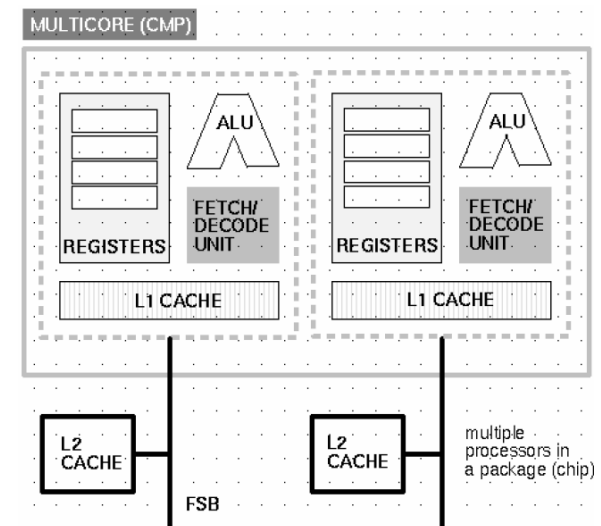 MULTICORE (CMP)
ALU
ALU
FETCH/
DECODE
UNIT
FETCH/
DECODE
UNIT
REGISTERS
REGISTERS
L1 CACHE
L1 CACHE
L2
CACHE
L2
CACHE
multiple
processors in
a package (chip)
FSB